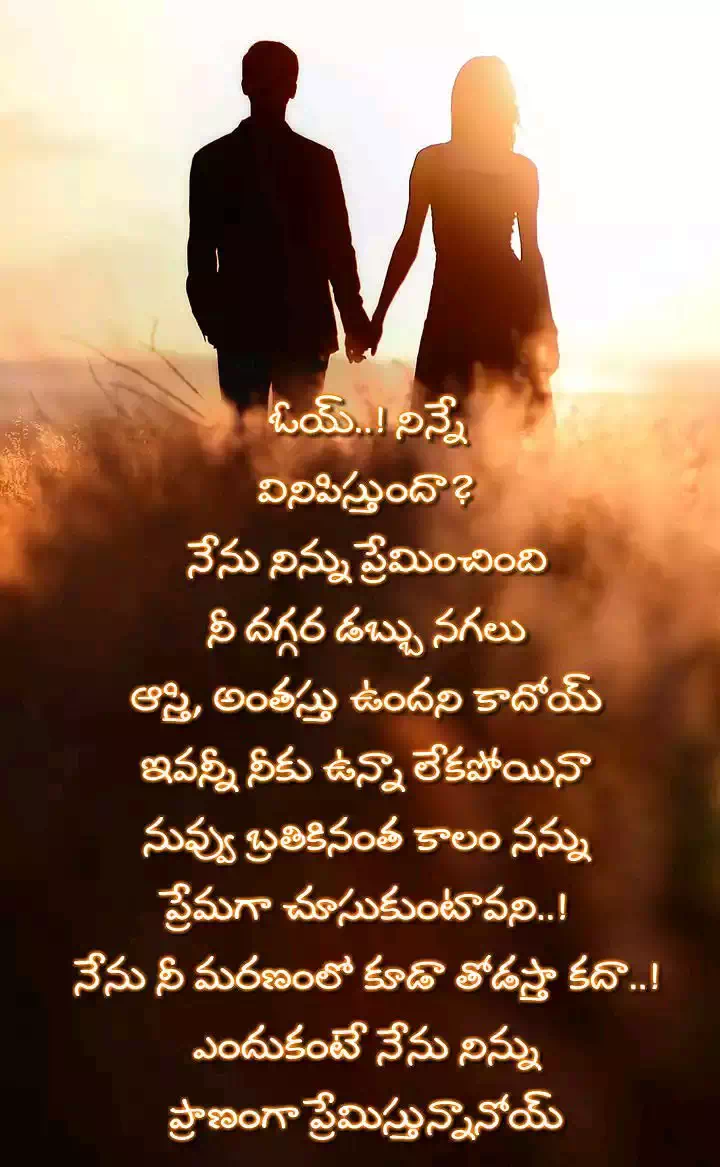 ఓయ్..! నిన్నే
వినిపిస్తుందా?
నేను నిన్ను ప్రేమించింది
నీ దగ్గర డబ్బు నగలు
ఆస్తి, అంతస్తు ఉందని కాదోయ్
ఇవన్నీ నీకు ఉన్నా లేకపోయినా
నువ్వు బ్రతికినంత కాలం నన్ను
ప్రేమగా చూసుకుంటావని..!
నేను నీ మరణంలో కూడా తోడస్తా కదా..!
ఎందుకంటే నేను నిన్ను
ప్రాణంగా ప్రేమిస్తున్నానోయ్